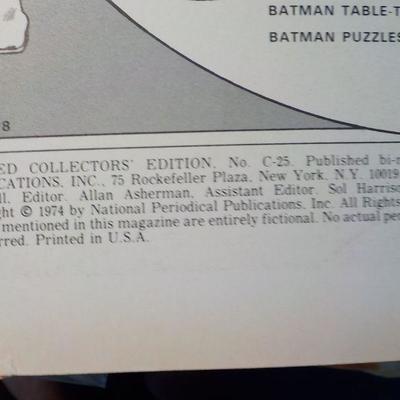 BATMAN TABLE-T
BATMAN PUZZLES
8
ED COLLECTORS' EDITION, No. C-25. Published bi-m
CATIONS, INC., 75 Rockefeller Plaza, New York, N.Y. 10019
ll, Editor. Allan Asherman, Assistant Editor. Sol Harriso
ght © 1974 by National Periodical Publications, Inc. All Rights
mentioned in this magazine are entirely fictional. No actual per
rred. Printed in U.S.A.